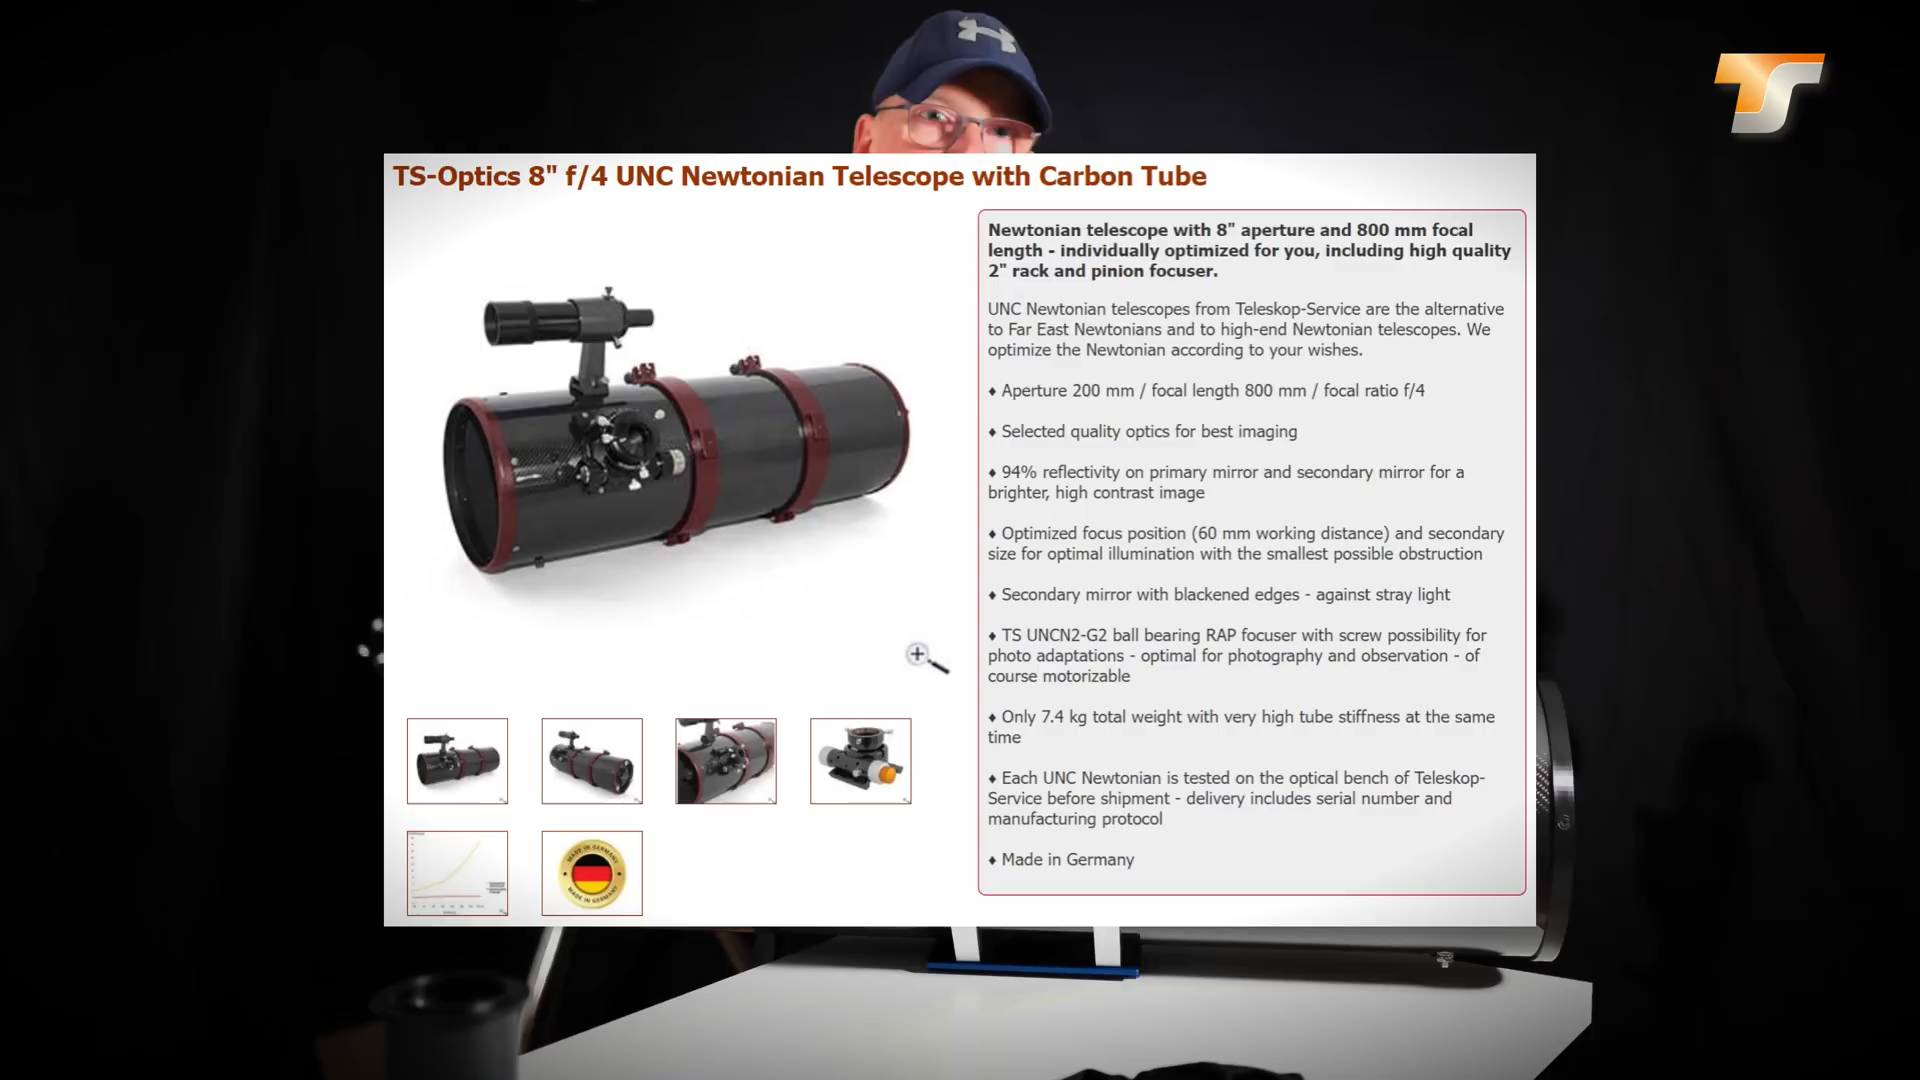 TS
TS-Optics 8" f/4 UNC Newtonian Telescope with Carbon Tube
Newtonian telescope with 8" aperture and 800 mm focal
length - individually optimized for you, including high quality
2" rack and pinion focuser.
UNC Newtonian telescopes from Teleskop-Service are the alternative
to Far East Newtonians and to high-end Newtonian telescopes. We
optimize the Newtonian according to your wishes.
♦ Aperture 200 mm / focal length 800 mm / focal ratio f/4
♦ Selected quality optics for best imaging
♦ 94% reflectivity on primary mirror and secondary mirror for a
brighter, high contrast image
♦ Optimized focus position (60 mm working distance) and secondary
size for optimal illumination with the smallest possible obstruction
♦ Secondary mirror with blackened edges - against stray light
♦ TS UNCN2-G2 ball bearing RAP focuser with screw possibility for
photo adaptations - optimal for photography and observation - of
course motorizable
♦ Only 7.4 kg total weight with very high tube stiffness at the same
time
♦ Each UNC Newtonian is tested on the optical bench of Teleskop-
Service before shipment - delivery includes serial number and
manufacturing protocol
♦ Made in Germany
MADE IN GERMANY
MADE IN GERMANY